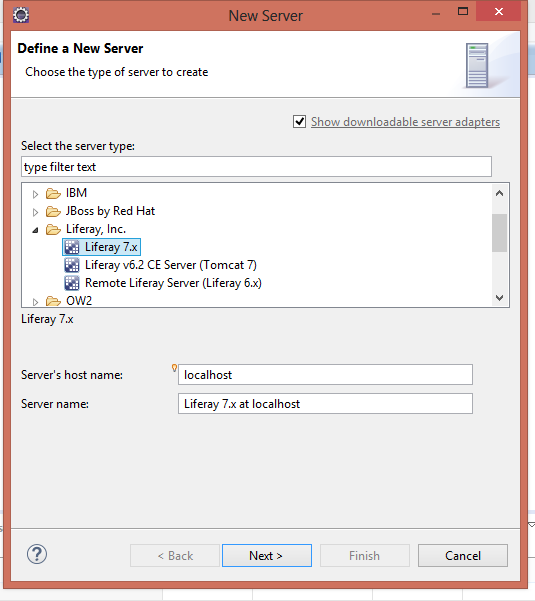 New Server
Define a New Server
Choose the type of server to create
Show downloadable server adapters
Select the server type:
type filter text
IBM
JBoss by Red Hat
Liferay, Inc.
Liferay 7.x
Liferay v6.2 CE Server (Tomcat 7)
Remote Liferay Server (Liferay 6.x)
OW2
Liferay 7.x
Server's host name:
localhost
Server name:
Liferay 7.x at localhost
? < Back Next > Finish Cancel